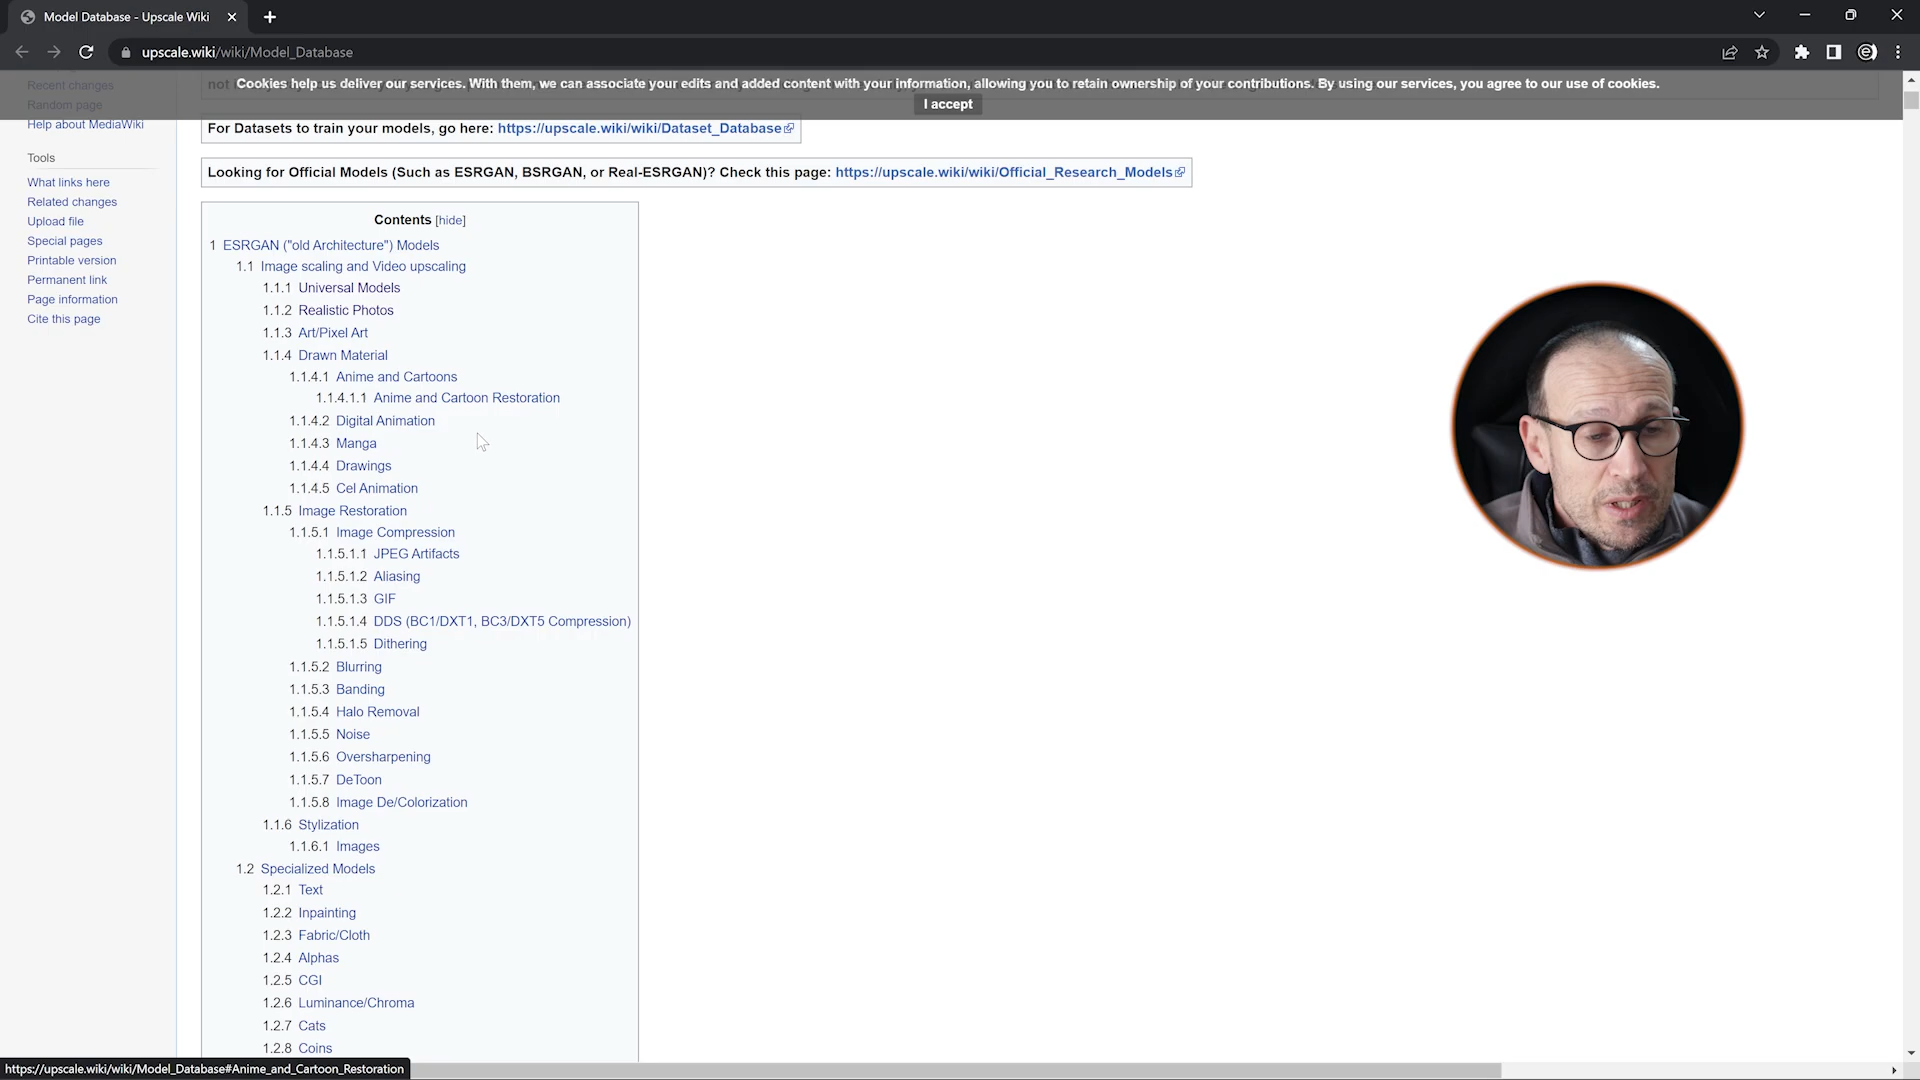 Model Database - Upscale Wiki
upscale.wiki/wiki/Model_Database
Cookies help us deliver our services. With them, we can associate your edits and added content with your information, allowing you to retain ownership of your contributions. By using our services, you agree to our use of cookies.
I accept
Recent changes
Random page
Help about MediaWiki
Tools
What links here
Related changes
Upload file
Special pages
Printable version
Permanent link
Page information
Cite this page
For Datasets to train your models, go here: https://upscale.wiki/wiki/Dataset_Database
Looking for Official Models (Such as ESRGAN, BSRGAN, or Real-ESRGAN)? Check this page: https://upscale.wiki/wiki/Official_Research_Models
Contents [hide]
1 ESRGAN ("old Architecture") Models
1.1 Image scaling and Video upscaling
1.1.1 Universal Models
1.1.2 Realistic Photos
1.1.3 Art/Pixel Art
1.1.4 Drawn Material
1.1.4.1 Anime and Cartoons
1.1.4.1.1 Anime and Cartoon Restoration
1.1.4.2 Digital Animation
1.1.4.3 Manga
1.1.4.4 Drawings
1.1.4.5 Cel Animation
1.1.5 Image Restoration
1.1.5.1 Image Compression
1.1.5.1.1 JPEG Artifacts
1.1.5.1.2 Aliasing
1.1.5.1.3 GIF
1.1.5.1.4 DDS (BC1/DXT1, BC3/DXT5 Compression)
1.1.5.1.5 Dithering
1.1.5.2 Blurring
1.1.5.3 Banding
1.1.5.4 Halo Removal
1.1.5.5 Noise
1.1.5.6 Oversharpening
1.1.5.7 DeToon
1.1.5.8 Image De/Colorization
1.1.6 Stylization
1.1.6.1 Images
1.2 Specialized Models
1.2.1 Text
1.2.2 Inpainting
1.2.3 Fabric/Cloth
1.2.4 Alphas
1.2.5 CGI
1.2.6 Luminance/Chroma
1.2.7 Cats
1.2.8 Coins
https://upscale.wiki/wiki/Model_Database#Anime_and_Cartoon_Restoration